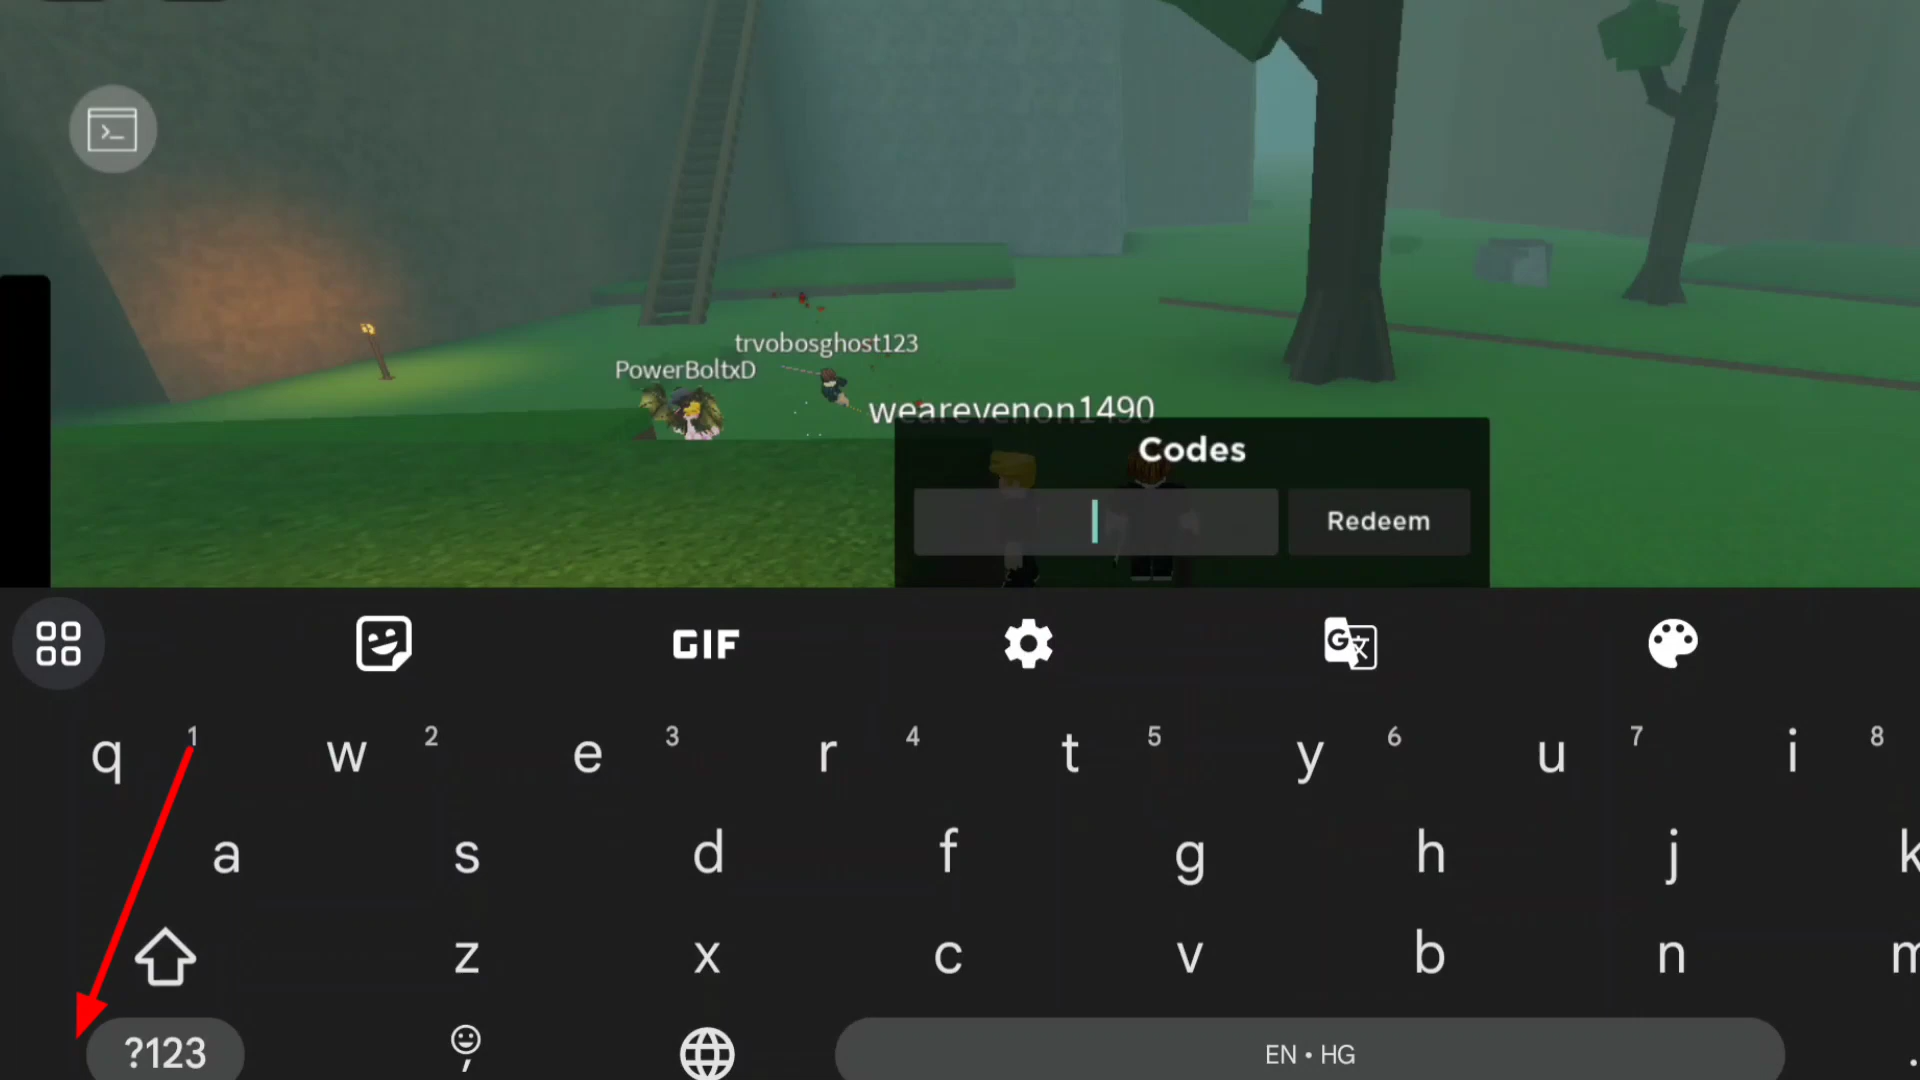 trvobosghost123
PowerBoltxD
wearevenon1490
Codes
Redeem
GIF
G
q 1 w 2 e 3 r 4 t 5 y 6 u 7 i 8
a s d f g h j k
z x c v b n m
?123 , EN • HG .